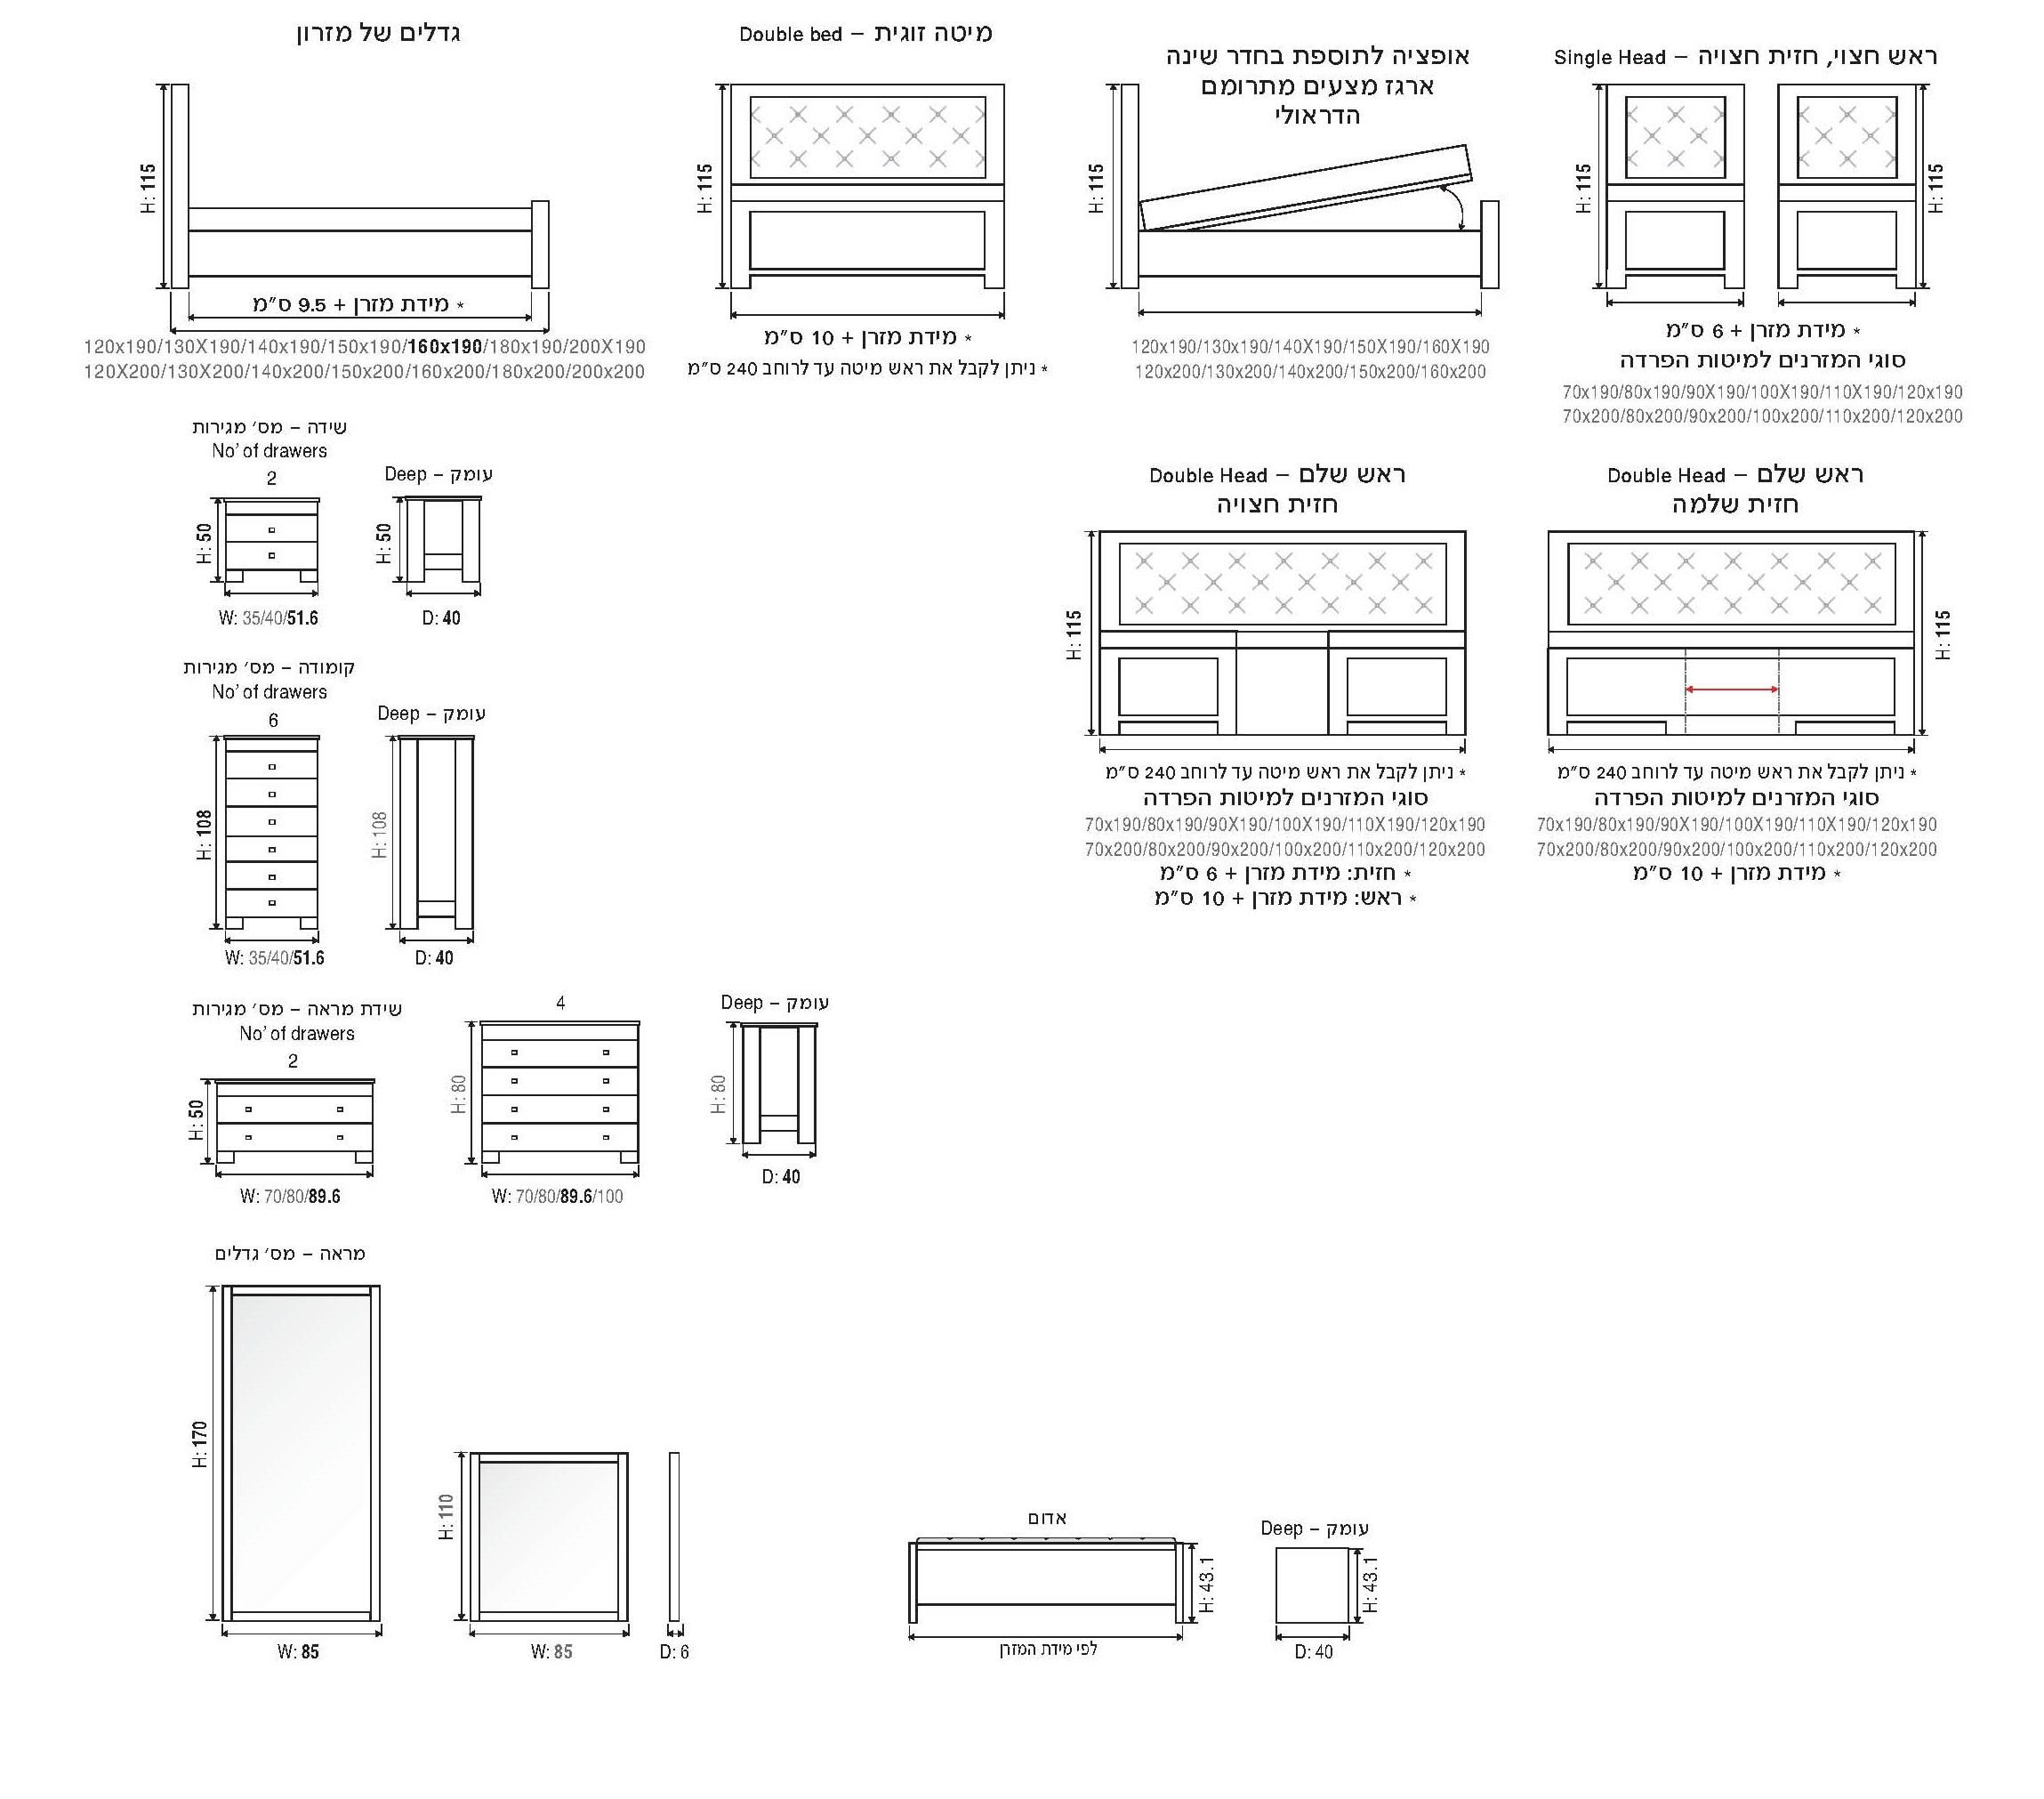 גדלים של מזרון
H: 115
* מידת מזרן + 9.5 ס"מ
120x190/130X190/140x190/150x190/160x190/180x190/200X190
120X200/130X200/140x200/150x200/160x200/180x200/200x200
מיטה זוגית – Double bed
H: 115
* מידת מזרן + 10 ס"מ
* ניתן לקבל את ראש מיטה עד לרוחב 240 ס"מ
אופציה לתוספת בחדר שינה
ארגז מצעים מתרומם
הדראולי
H: 115
120x190/130x190/140X190/150X190/160X190
120x200/130x200/140x200/150x200/160x200
ראש חצוי, חזית חצויה – Single Head
H: 115
H: 115
* מידת מזרן + 6 ס"מ
סוגי המזרנים למיטות הפרדה
70x190/80x190/90X190/100X190/110X190/120x190
70x200/80x200/90x200/100x200/110x200/120x200
שידה – מס' מגירות
No' of drawers
2
H: 50
W: 35/40/51.6
עומק – Deep
H: 50
D: 40
ראש שלם – Double Head
חזית חצויה
H: 115
* ניתן לקבל את ראש מיטה עד לרוחב 240 ס"מ
סוגי המזרנים למיטות הפרדה
70x190/80x190/90X190/100X190/110X190/120x190
70x200/80x200/90x200/100x200/110x200/120x200
* חזית: מידת מזרן + 6 ס"מ
* ראש: מידת מזרן + 10 ס"מ
ראש שלם – Double Head
חזית שלמה
H: 115
* ניתן לקבל את ראש מיטה עד לרוחב 240 ס"מ
סוגי המזרנים למיטות הפרדה
70x190/80x190/90X190/100X190/110X190/120x190
70x200/80x200/90x200/100x200/110x200/120x200
* מידת מזרן + 10 ס"מ
קומודה – מס' מגירות
No' of drawers
6
H: 108
W: 35/40/51.6
עומק – Deep
H: 108
D: 40
שידת מראה – מס' מגירות
No' of drawers
2
H: 50
W: 70/80/89.6
4
H: 80
W: 70/80/89.6/100
עומק – Deep
H: 80
D: 40
מראה – מס' גדלים
H: 170
W: 85
H: 110
W: 85
D: 6
אדום
H: 43.1
לפי מידת המזרן
עומק – Deep
H: 43.1
D: 40